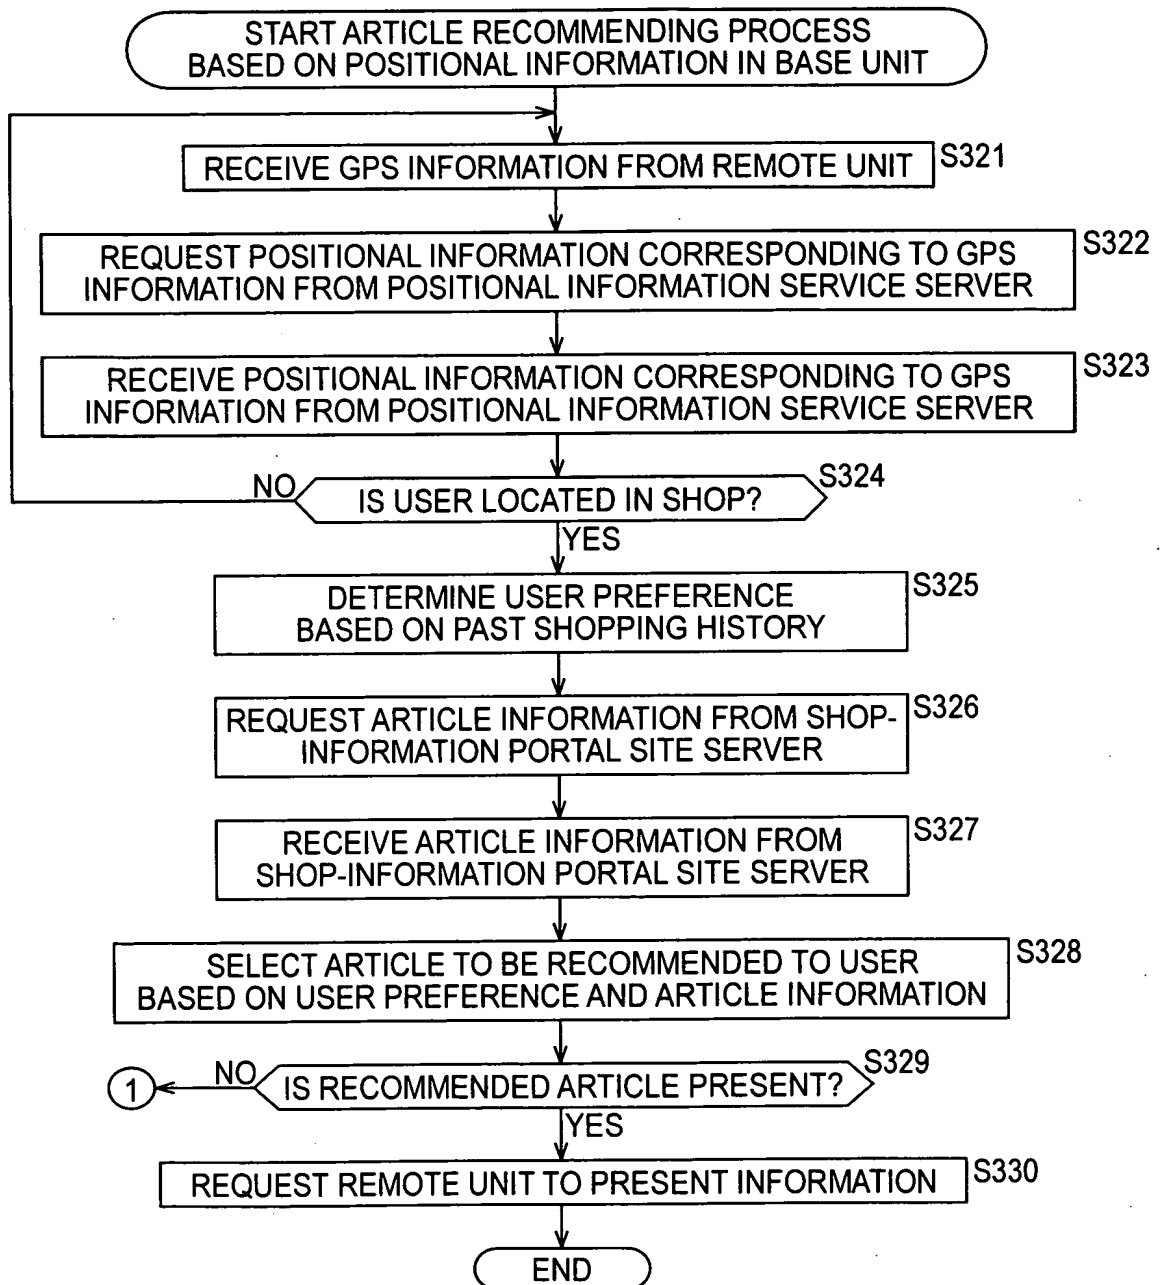 START ARTICLE RECOMMENDING PROCESS
BASED ON POSITIONAL INFORMATION IN BASE UNIT
RECEIVE GPS INFORMATION FROM REMOTE UNIT
S321
REQUEST POSITIONAL INFORMATION CORRESPONDING TO GPS
INFORMATION FROM POSITIONAL INFORMATION SERVICE SERVER
S322
RECEIVE POSITIONAL INFORMATION CORRESPONDING TO GPS
INFORMATION FROM POSITIONAL INFORMATION SERVICE SERVER
S323
NO
IS USER LOCATED IN SHOP?
S324
YES
DETERMINE USER PREFERENCE
BASED ON PAST SHOPPING HISTORY
S325
REQUEST ARTICLE INFORMATION FROM SHOP-
INFORMATION PORTAL SITE SERVER
S326
RECEIVE ARTICLE INFORMATION FROM
SHOP-INFORMATION PORTAL SITE SERVER
S327
SELECT ARTICLE TO BE RECOMMENDED TO USER
BASED ON USER PREFERENCE AND ARTICLE INFORMATION
S328
1
NO
IS RECOMMENDED ARTICLE PRESENT?
S329
YES
REQUEST REMOTE UNIT TO PRESENT INFORMATION
S330
END